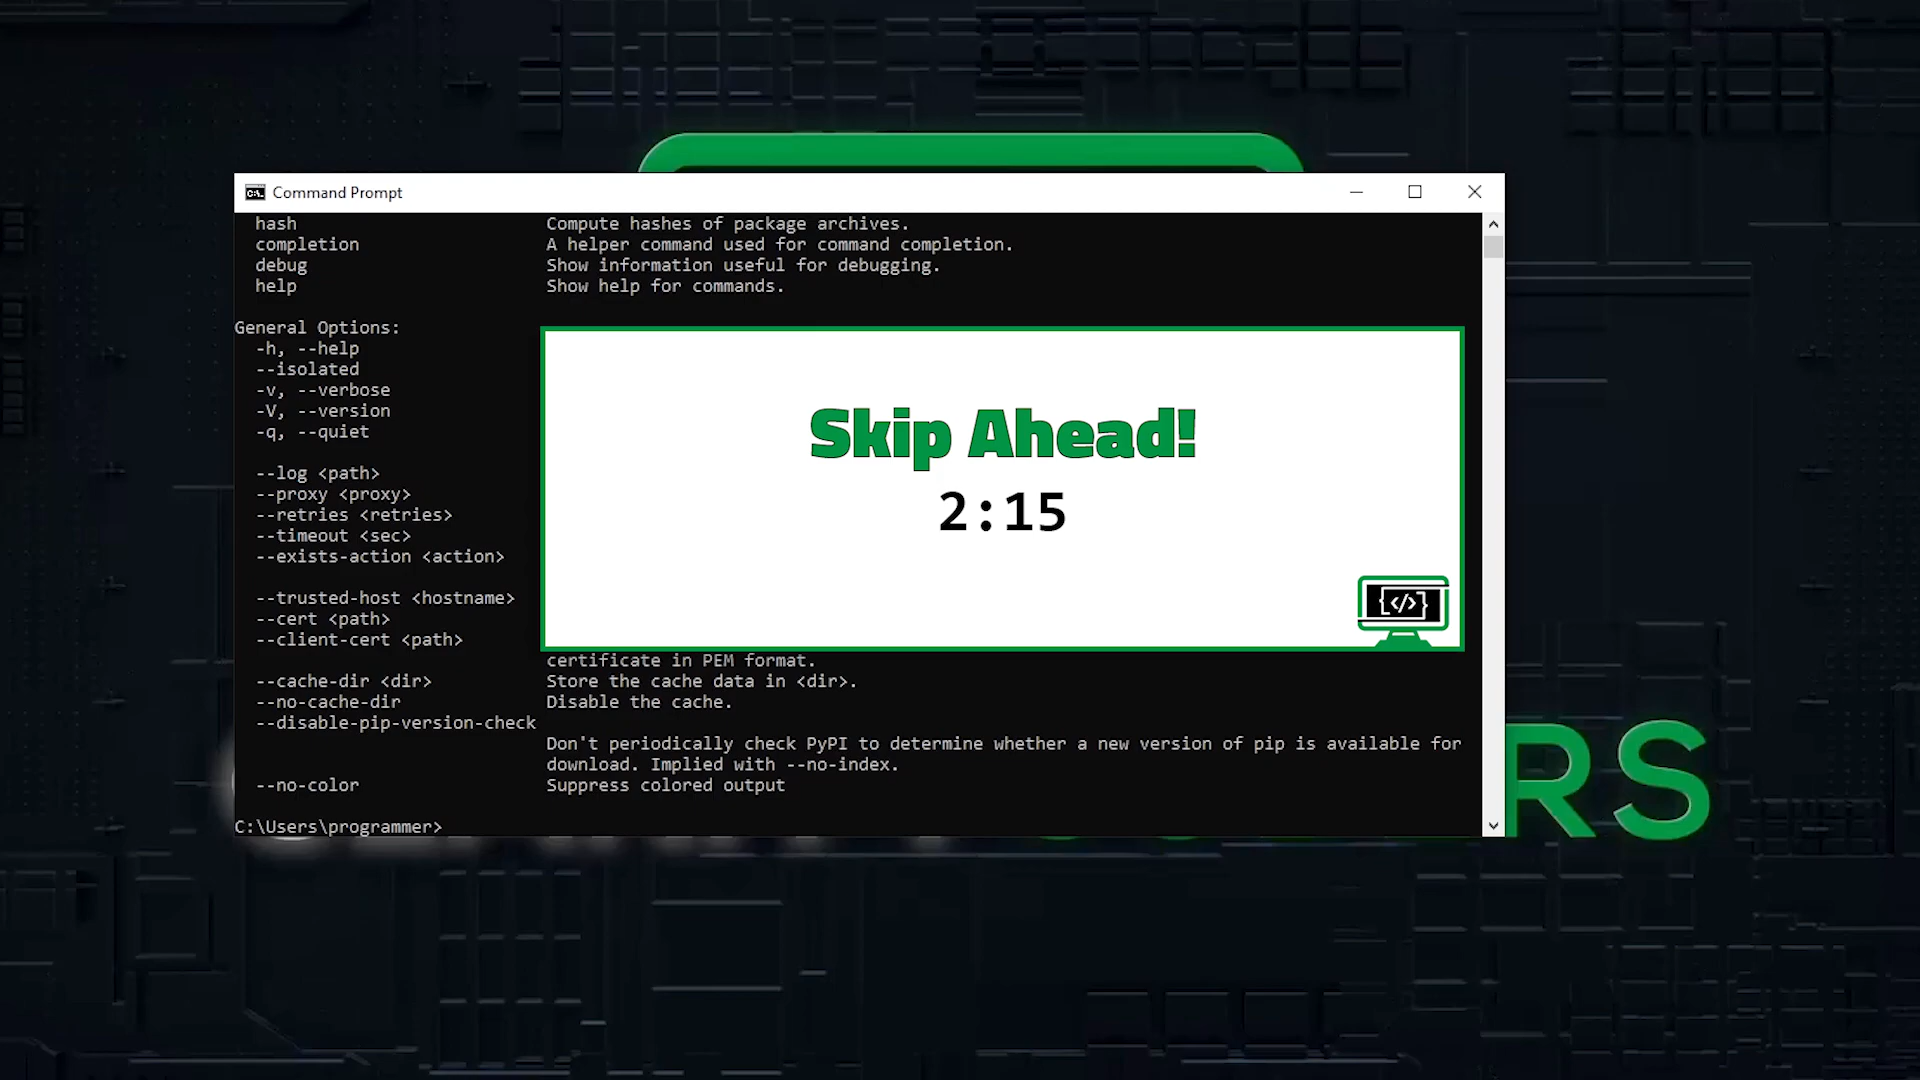 Command Prompt
hash Compute hashes of package archives.
completion A helper command used for command completion.
debug Show information useful for debugging.
help Show help for commands.
General Options:
-h, --help
--isolated
-v, --verbose
-V, --version
-q, --quiet
--log <path>
--proxy <proxy>
--retries <retries>
--timeout <sec>
--exists-action <action>
--trusted-host <hostname>
--cert <path>
--client-cert <path>
Skip Ahead!
2:15
{</>}
certificate in PEM format.
--cache-dir <dir> Store the cache data in <dir>.
--no-cache-dir Disable the cache.
--disable-pip-version-check
Don't periodically check PyPI to determine whether a new version of pip is available for
download. Implied with --no-index.
--no-color Suppress colored output
C:\Users\programmer>
RS